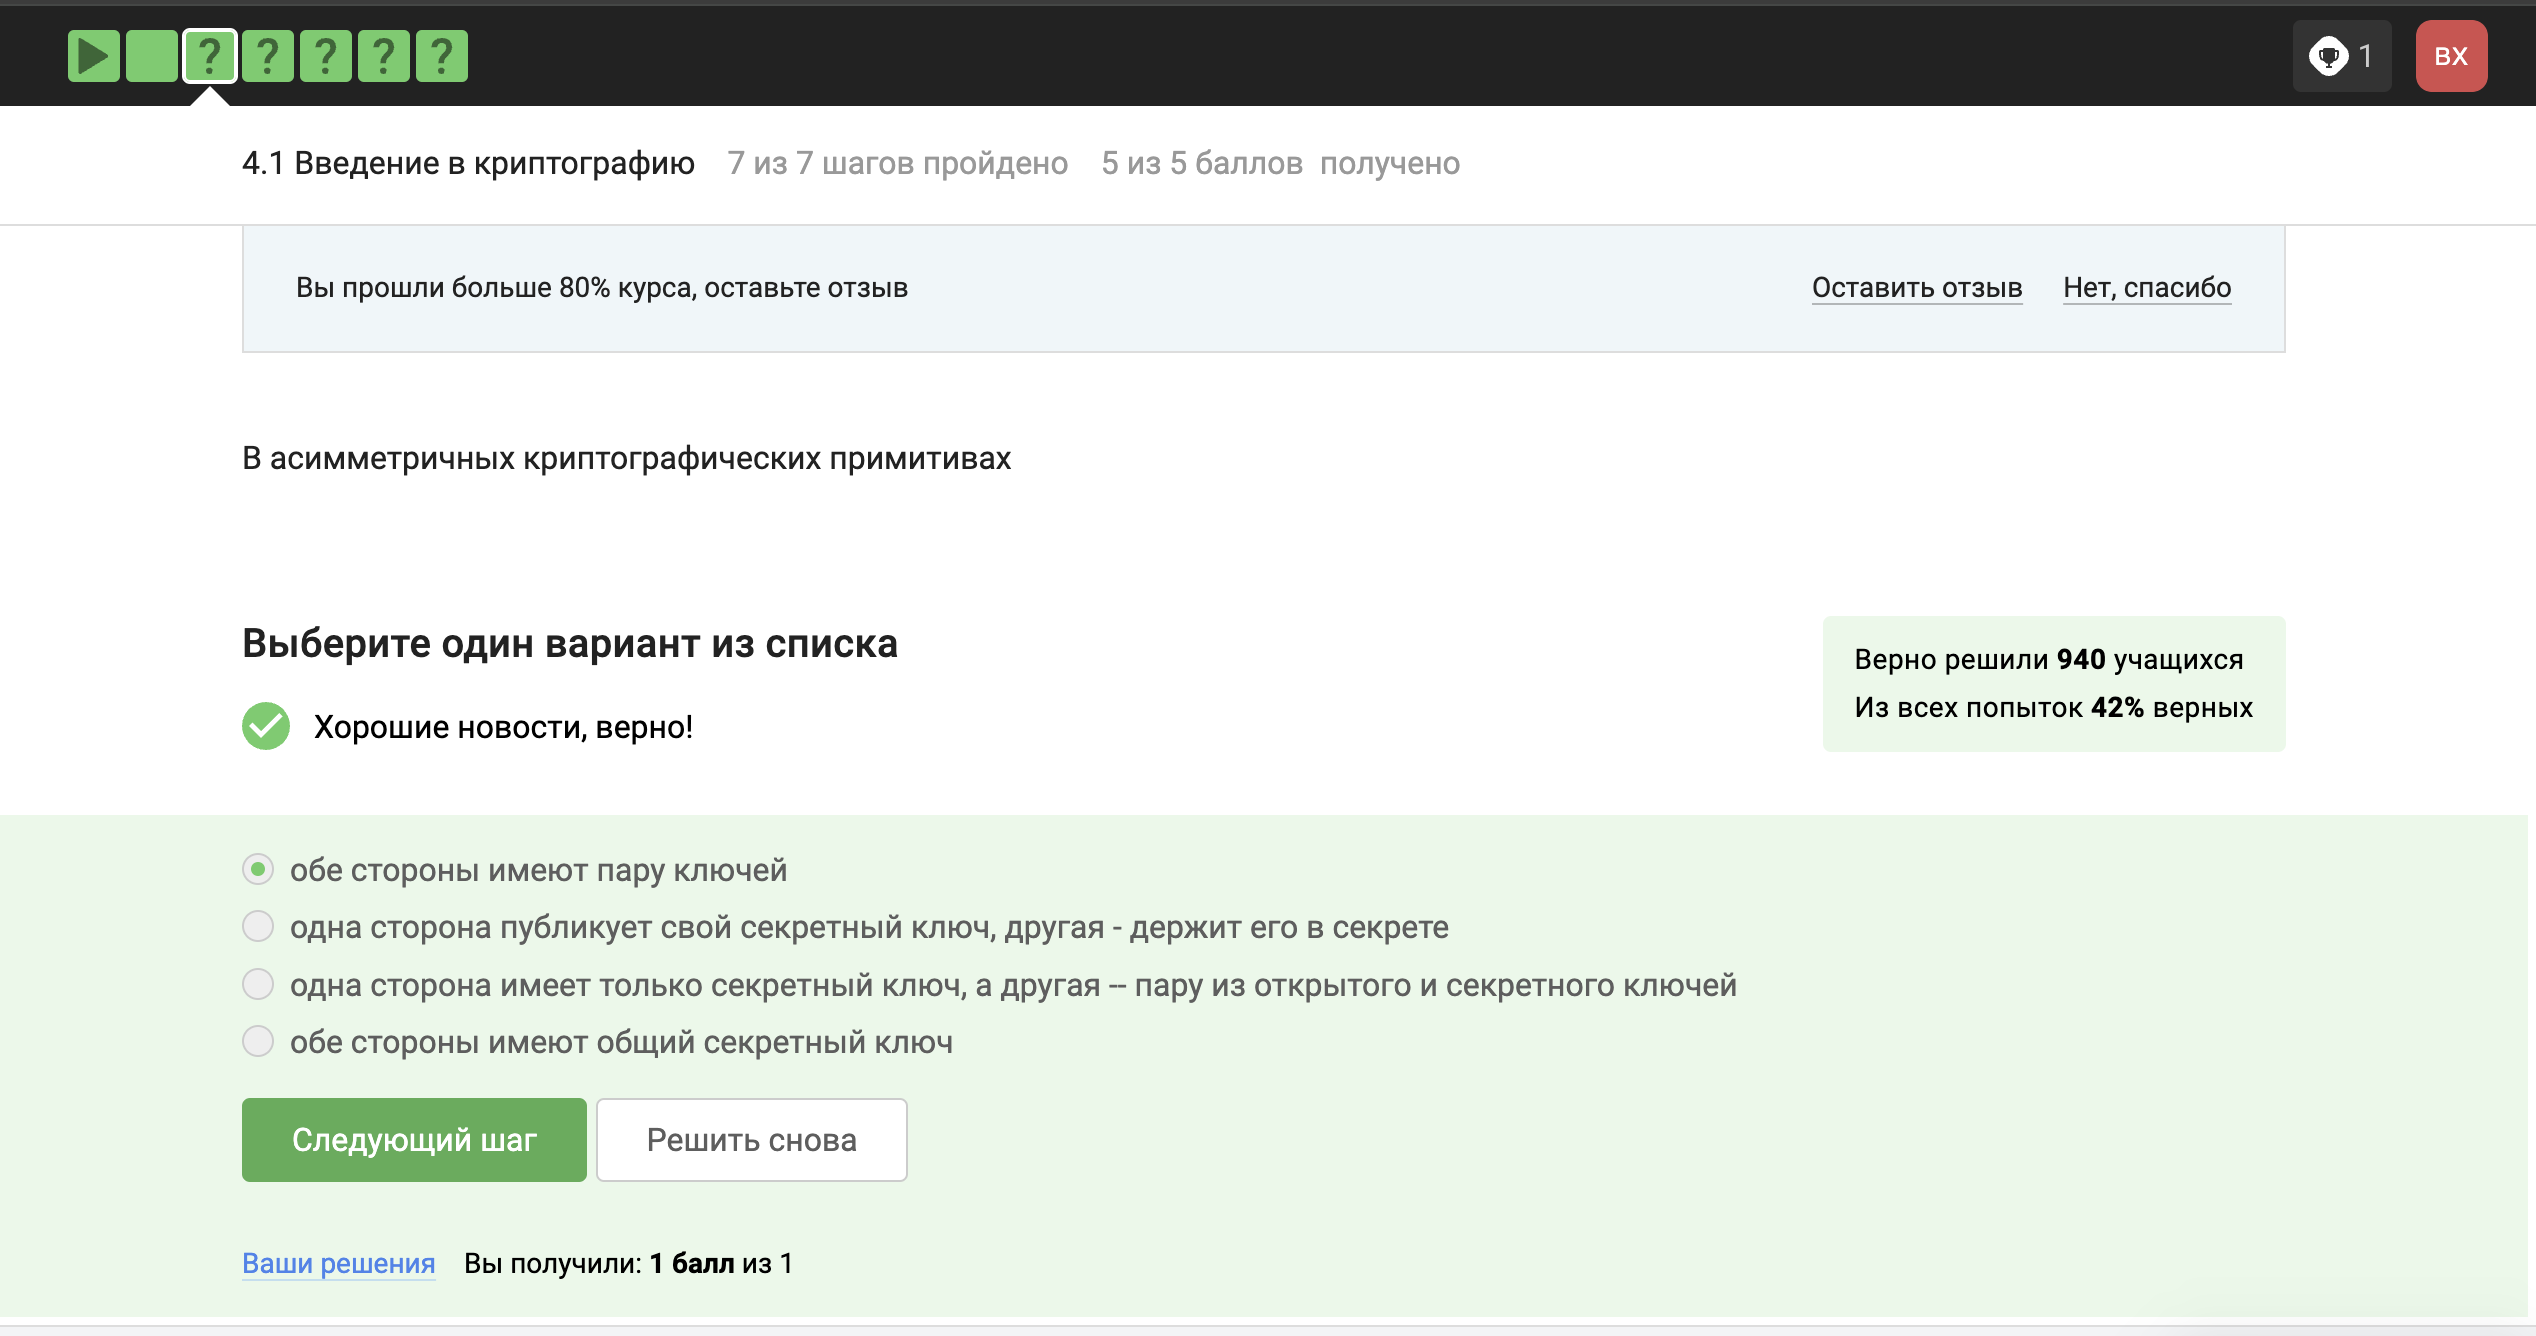 ? ? ? ? ?
1
ВХ
4.1 Введение в криптографию 7 из 7 шагов пройдено 5 из 5 баллов получено
Вы прошли больше 80% курса, оставьте отзыв Оставить отзыв Нет, спасибо
В асимметричных криптографических примитивах
Выберите один вариант из списка
Верно решили 940 учащихся
Из всех попыток 42% верных
Хорошие новости, верно!
обе стороны имеют пару ключей
одна сторона публикует свой секретный ключ, другая - держит его в секрете
одна сторона имеет только секретный ключ, а другая -- пару из открытого и секретного ключей
обе стороны имеют общий секретный ключ
Следующий шаг Решить снова
Ваши решения Вы получили: 1 балл из 1